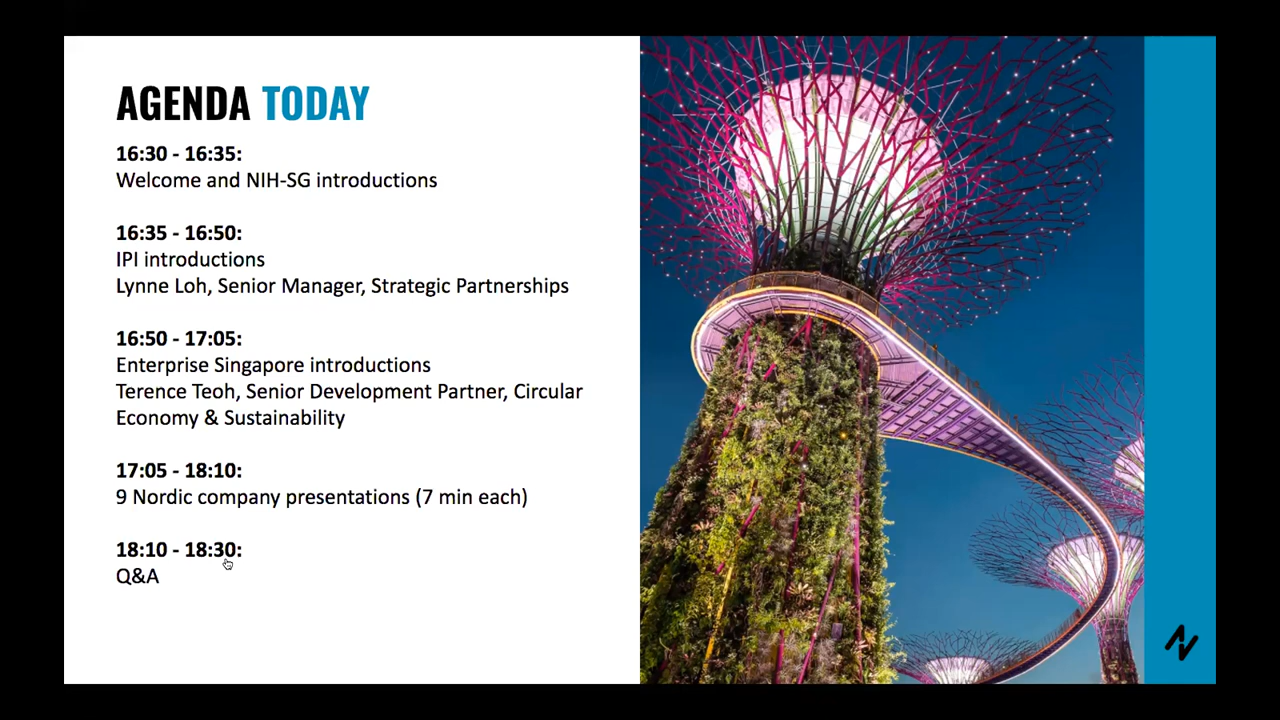 AGENDA TODAY
16:30 - 16:35:
Welcome and NIH-SG introductions
16:35 - 16:50:
IPI introductions
Lynne Loh, Senior Manager, Strategic Partnerships
16:50 - 17:05:
Enterprise Singapore introductions
Terence Teoh, Senior Development Partner, Circular
Economy & Sustainability
17:05 - 18:10:
9 Nordic company presentations (7 min each)
18:10 - 18:30:
Q&A